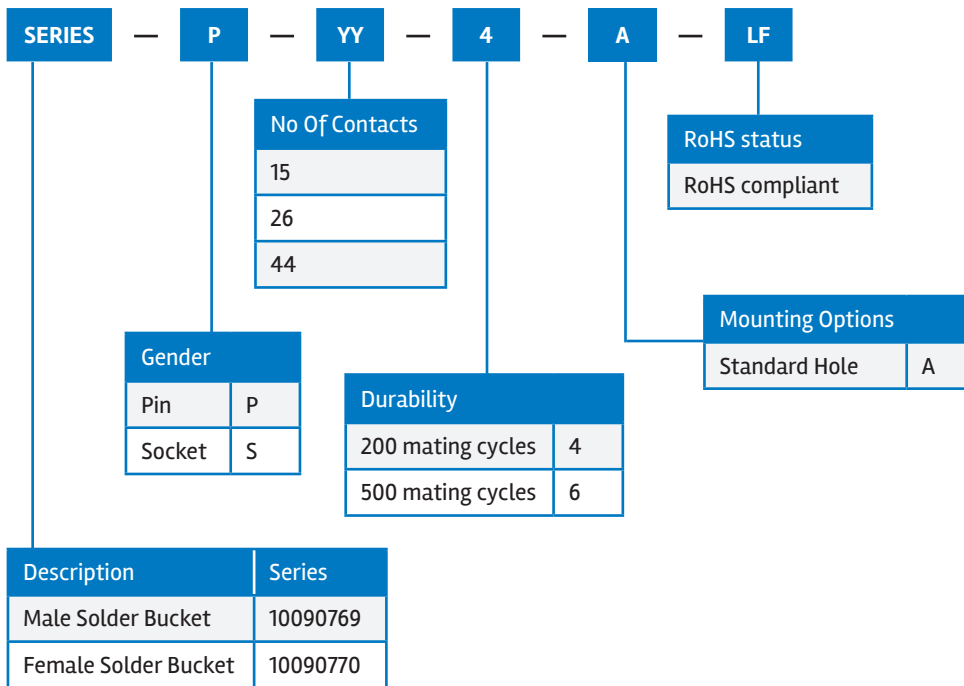 SERIES — P — YY — 4 — A — LF
No Of Contacts
15
26
44
RoHS status
RoHS compliant
Mounting Options
Standard Hole A
Gender
Pin P
Socket S
Durability
200 mating cycles 4
500 mating cycles 6
Description Series
Male Solder Bucket 10090769
Female Solder Bucket 10090770